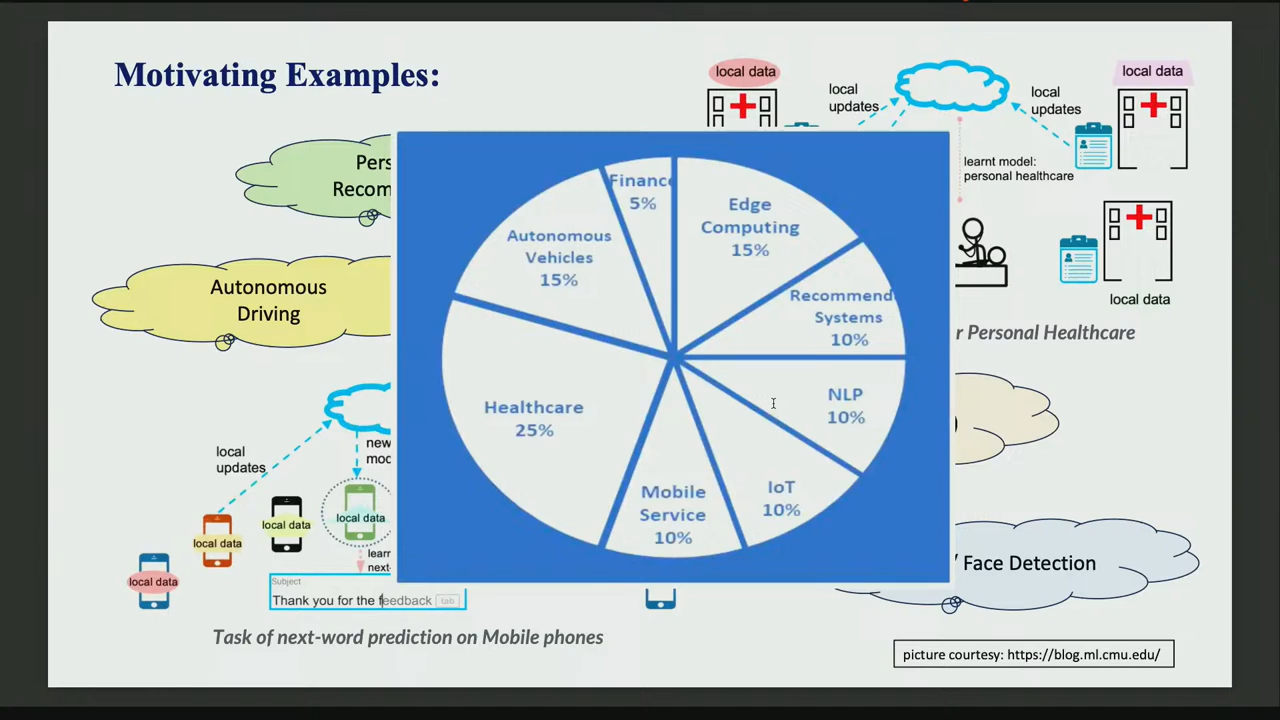 Motivating Examples:
local data
local
updates
local
updates
local data
learnt model:
personal healthcare
local data
r Personal Healthcare
Autonomous
Driving
Finance
5%
Edge
Computing
15%
Autonomous
Vehicles
15%
Recommend
Systems
10%
Healthcare
25%
NLP
10%
Mobile
Service
10%
IoT
10%
local
updates
new
local data
local data
local data
local data
Subject
Thank you for the feedback tab
Task of next-word prediction on Mobile phones
Face Detection
picture courtesy: https://blog.ml.cmu.edu/